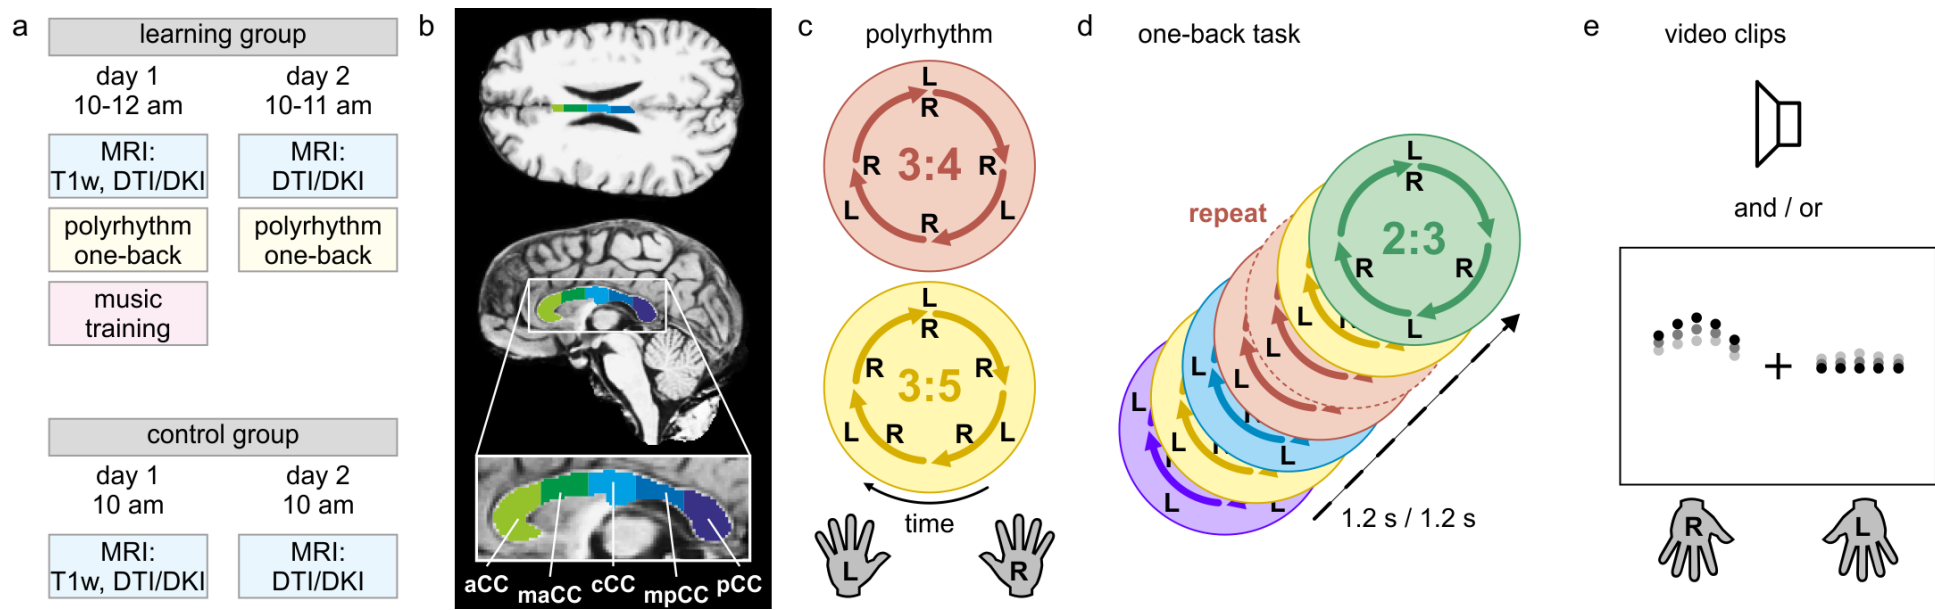 a
learning group
day 1
10-12 am
day 2
10-11 am
MRI:
T1w, DTI/DKI
MRI:
DTI/DKI
polyrhythm
one-back
polyrhythm
one-back
music
training
control group
day 1
10 am
day 2
10 am
MRI:
T1w, DTI/DKI
MRI:
DTI/DKI
b
aCC
maCC
cCC
mpCC
pCC
c
polyrhythm
L
R
R
3:4
R
L
R
L
L
R
R
3:5
R
L
R
R
L
time
L
R
d
one-back task
repeat
L
R
2:3
R
R
L
L
R
L
L
L
L
L
L
L
1.2 s / 1.2 s
e
video clips
and / or
+
R
L